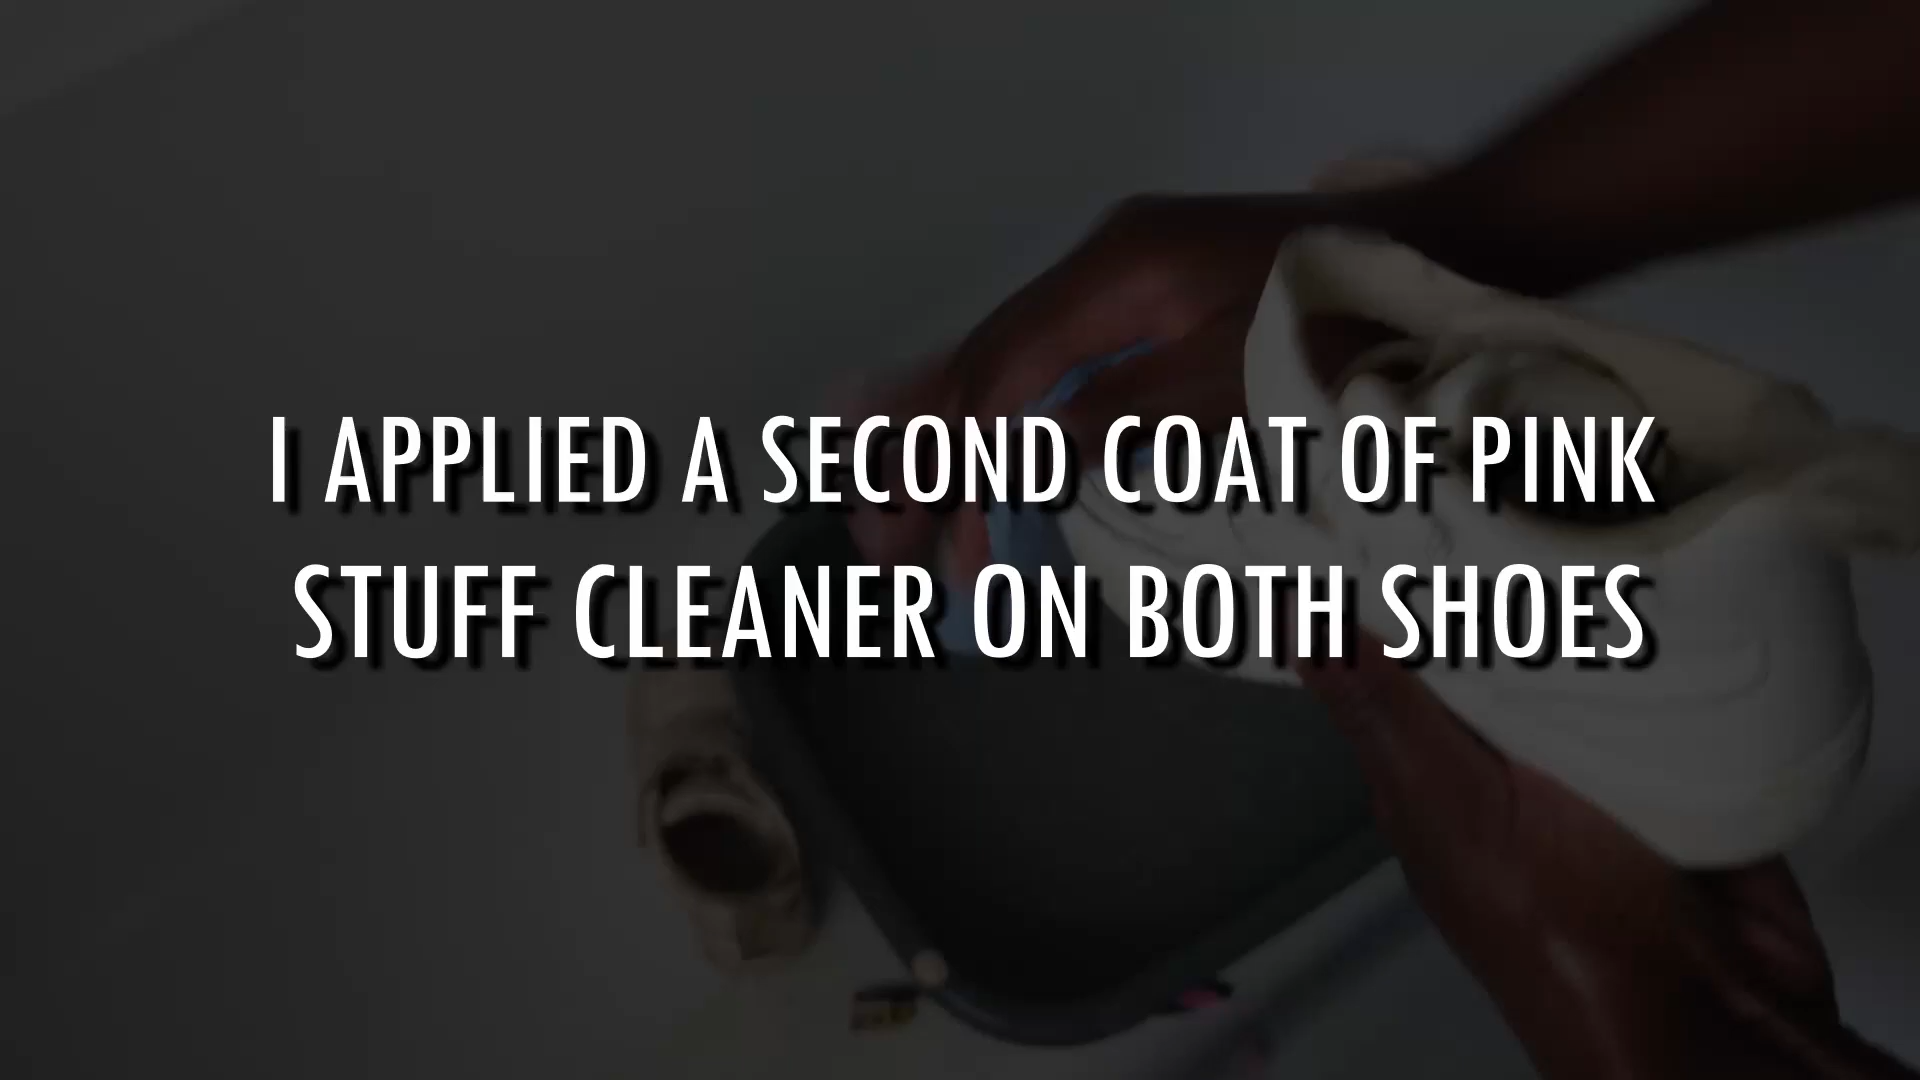 I APPLIED A SECOND COAT OF PINK
STUFF CLEANER ON BOTH SHOES